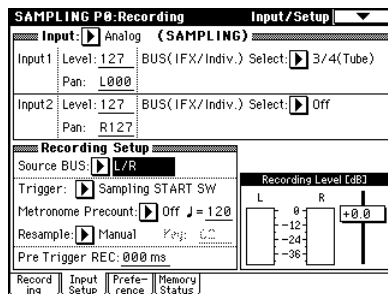 SAMPLING P0:Recording Input/Setup
Input: Analog (SAMPLING)
Input1 Level: 127 BUS(IFX/Indiv.) Select: 3/4(Tube)
Pan: L000
Input2 Level: 127 BUS(IFX/Indiv.) Select: Off
Pan: R127
Recording Setup
Source BUS: L/R
Trigger: Sampling START SW
Metronome Precount: Off ♩= 120
Resample: Manual Key: C2
Pre Trigger REC: 000 ms
Recording Level [dB]
L R
0 +0.0
-12
-24
-36
Record ing Input Setup Prefe- rence Memory Status